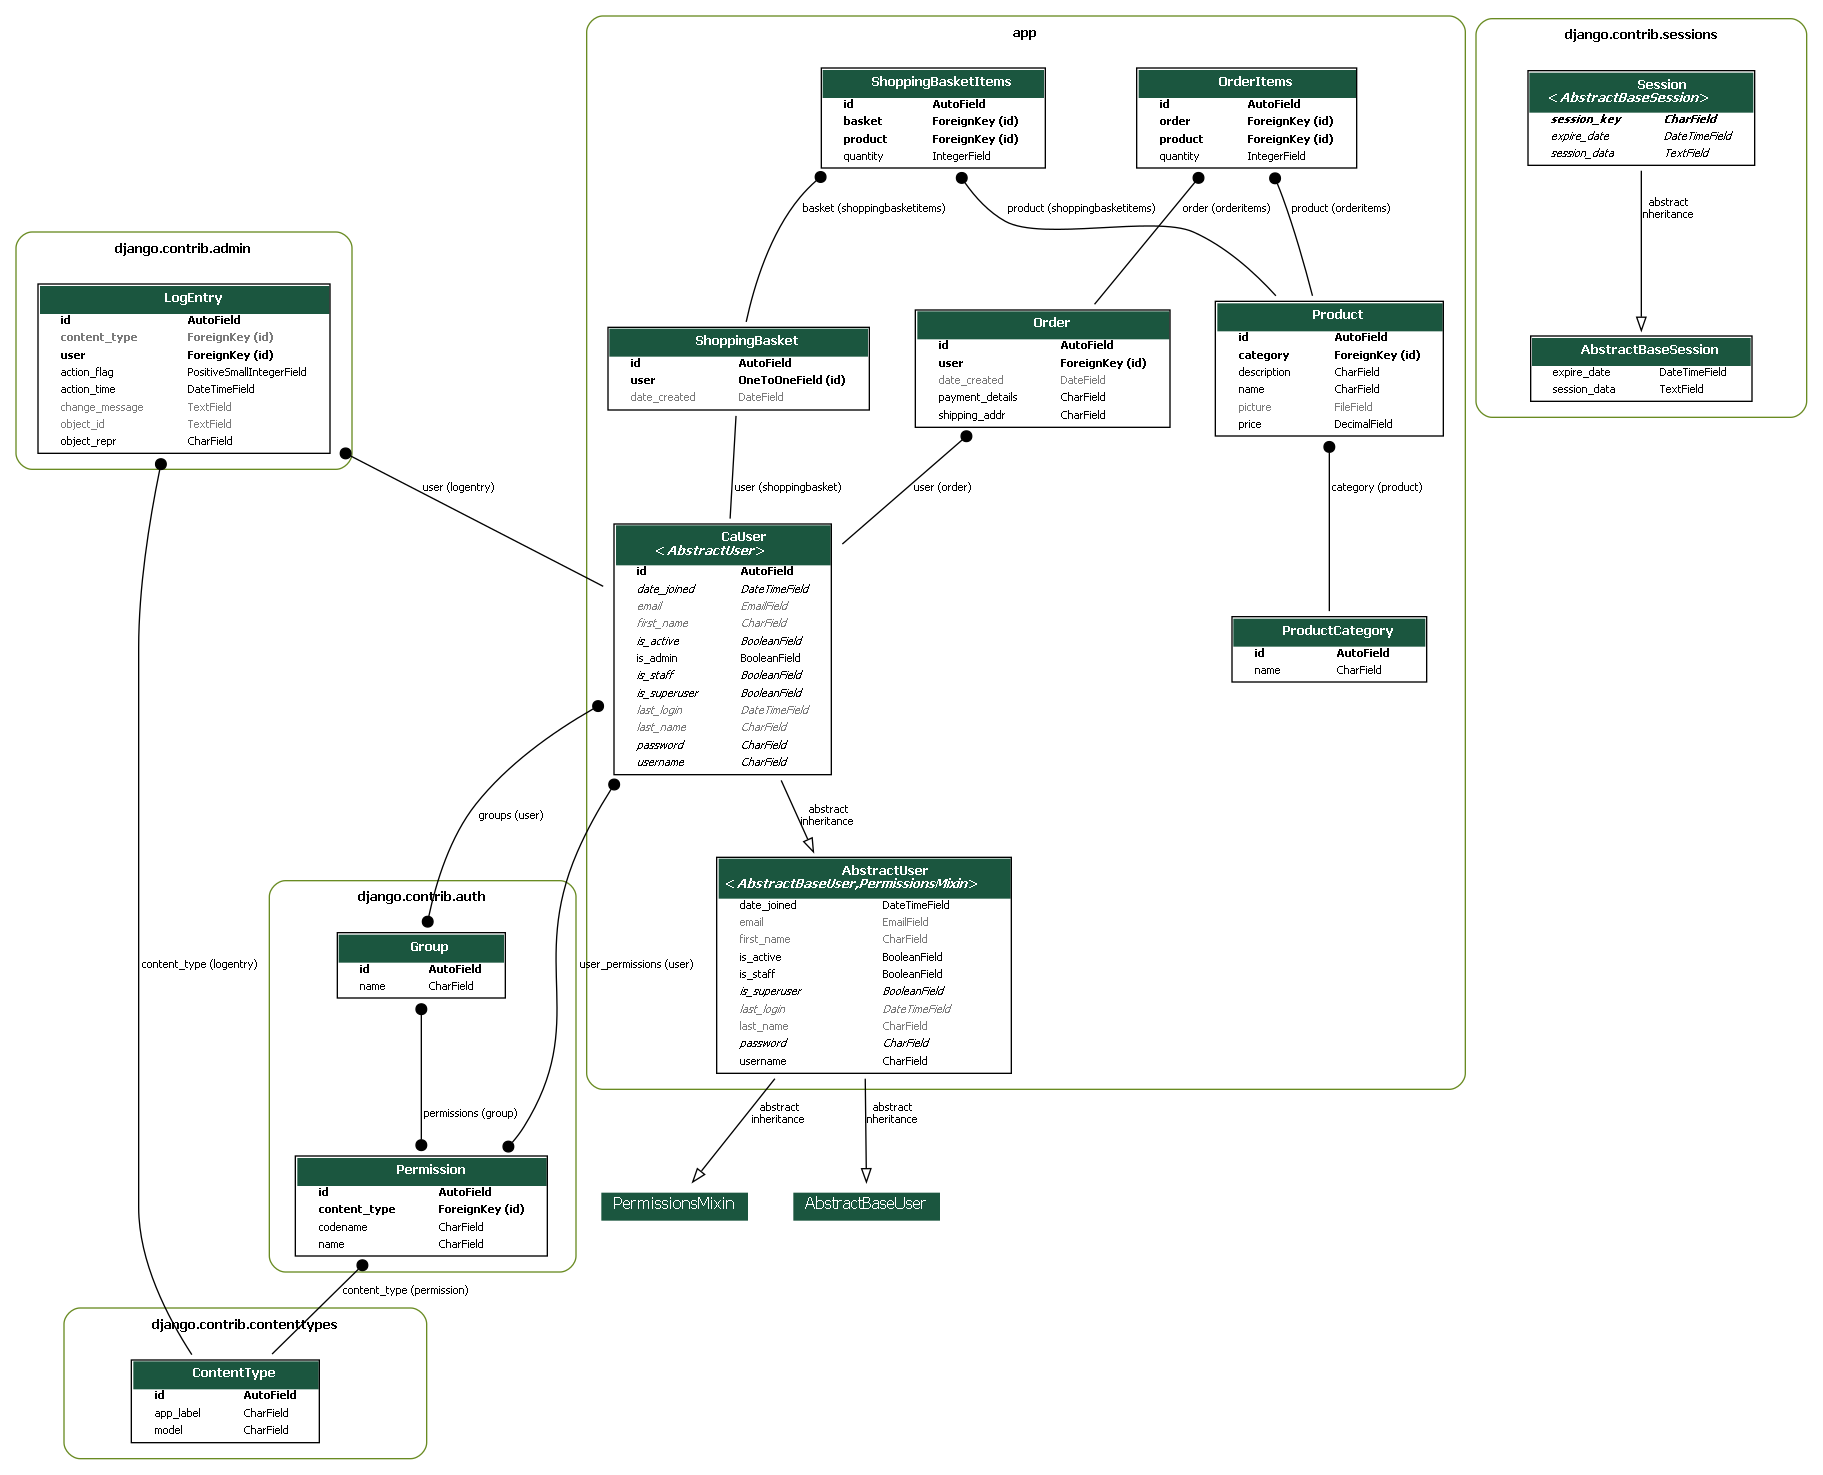 app
ShoppingBasketItems
id AutoField
basket ForeignKey (id)
product ForeignKey (id)
quantity IntegerField
OrderItems
id AutoField
order ForeignKey (id)
product ForeignKey (id)
quantity IntegerField
basket (shoppingbasketitems)
product (shoppingbasketitems)
order (orderitems)
product (orderitems)
django.contrib.sessions
Session
<AbstractBaseSession>
session_key CharField
expire_date DateTimeField
session_data TextField
abstract
inheritance
AbstractBaseSession
expire_date DateTimeField
session_data TextField
django.contrib.admin
LogEntry
id AutoField
content_type ForeignKey (id)
user ForeignKey (id)
action_flag PositiveSmallIntegerField
action_time DateTimeField
change_message TextField
object_id TextField
object_repr CharField
ShoppingBasket
id AutoField
user OneToOneField (id)
date_created DateField
Order
id AutoField
user ForeignKey (id)
date_created DateField
payment_details CharField
shipping_addr CharField
Product
id AutoField
category ForeignKey (id)
description CharField
name CharField
picture FileField
price DecimalField
user (logentry)
user (shoppingbasket)
user (order)
category (product)
CaUser
<AbstractUser>
id AutoField
date_joined DateTimeField
email EmailField
first_name CharField
is_active BooleanField
is_admin BooleanField
is_staff BooleanField
is_superuser BooleanField
last_login DateTimeField
last_name CharField
password CharField
username CharField
ProductCategory
id AutoField
name CharField
groups (user)
abstract
inheritance
AbstractUser
<AbstractBaseUser,PermissionsMixin>
date_joined DateTimeField
email EmailField
first_name CharField
is_active BooleanField
is_staff BooleanField
is_superuser BooleanField
last_login DateTimeField
last_name CharField
password CharField
username CharField
django.contrib.auth
Group
id AutoField
name CharField
content_type (logentry)
user_permissions (user)
permissions (group)
abstract
inheritance
abstract
inheritance
Permission
id AutoField
content_type ForeignKey (id)
codename CharField
name CharField
PermissionsMixin
AbstractBaseUser
content_type (permission)
django.contrib.contenttypes
ContentType
id AutoField
app_label CharField
model CharField